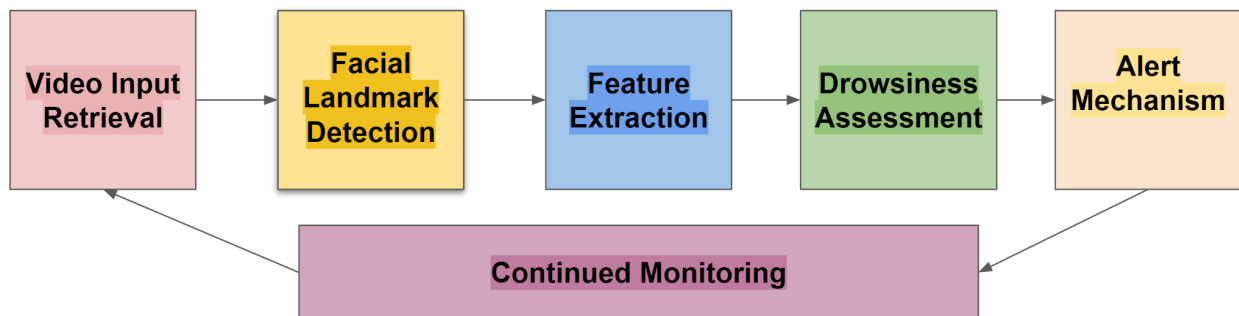 Video Input
Retrieval
Facial
Landmark
Detection
Feature
Extraction
Drowsiness
Assessment
Alert
Mechanism
Continued Monitoring